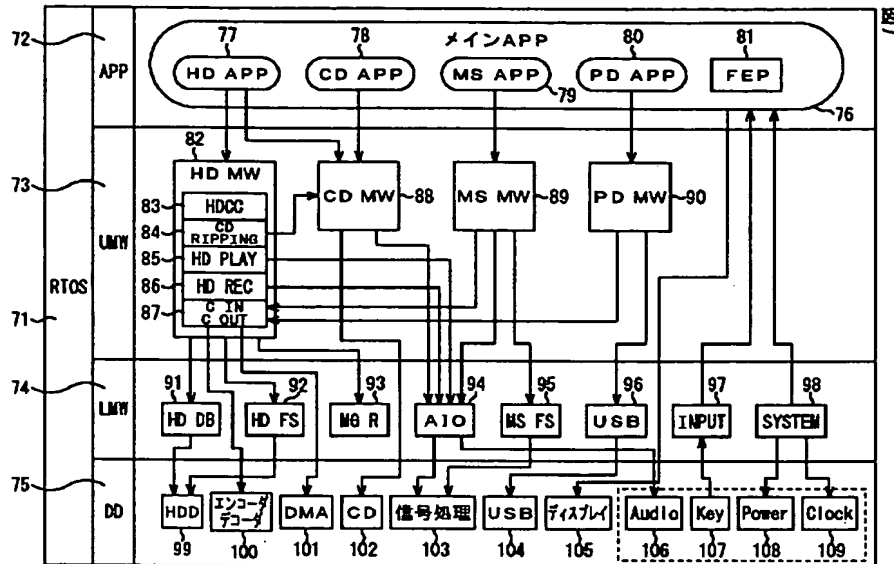 図7
72
77
78
メインAPP
80
81
APP
HD APP
CD APP
MS APP
PD APP
FEP
79
76
73
UMW
82
HD MW
83
HDCC
84
CD RIPPING
85
HD PLAY
86
HD REC
87
C IN
C OUT
CD MW
88
MS MW
89
PD MW
90
RTOS
71
74
LMW
91
HD DB
92
HD FS
93
MG R
94
AIO
95
MS FS
96
USB
97
INPUT
98
SYSTEM
75
DD
HDD
エンコーダ
デコーダ
DMA
CD
信号処理
USB
ディスプレイ
Audio
Key
Power
Clock
99
100
101
102
103
104
105
106
107
108
109